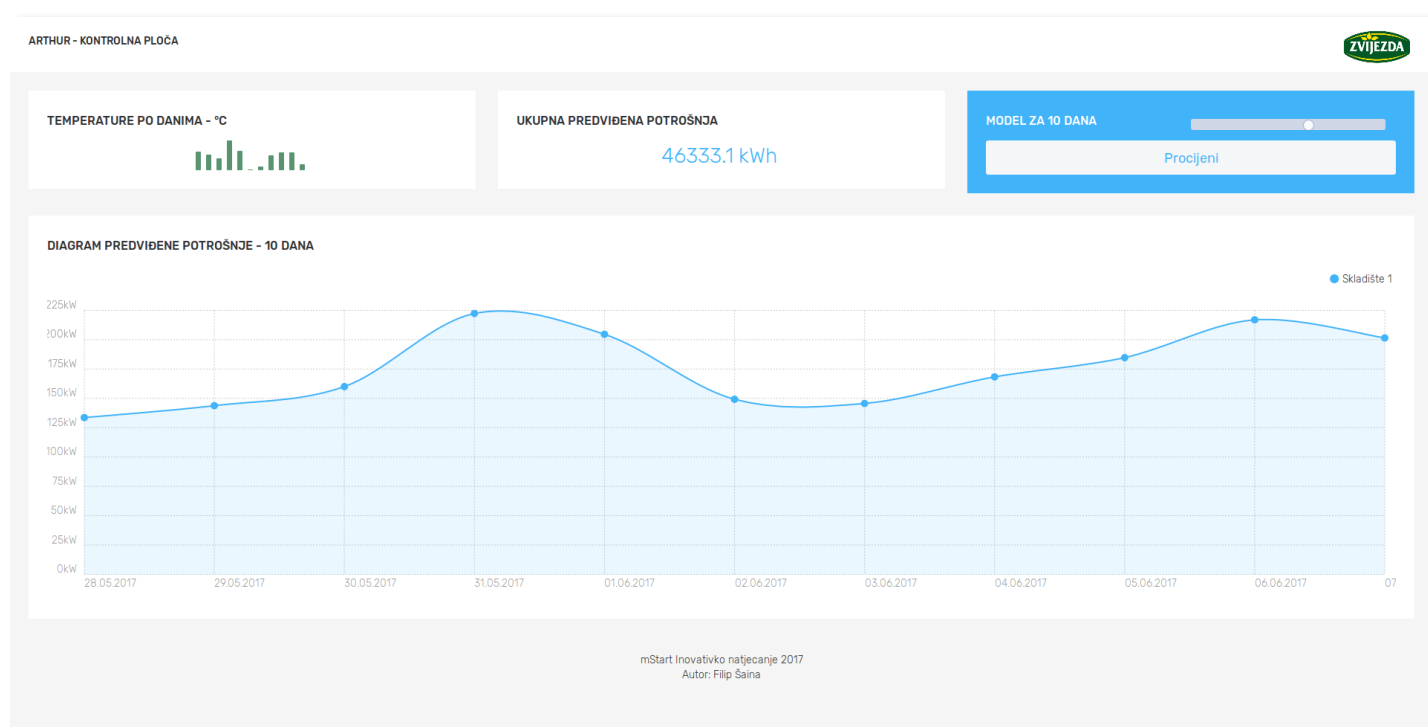 ARTHUR - KONTROLNA PLOČA
ZVIJEZDA
TEMPERATURE PO DANIMA - °C
UKUPNA PREDVIĐENA POTROŠNJA
46333.1 kWh
MODEL ZA 10 DANA
Procijeni
DIAGRAM PREDVIĐENE POTROŠNJE - 10 DANA
Skladište 1
225kW
200kW
175kW
150kW
125kW
100kW
75kW
50kW
25kW
0kW
28.05.2017 29.05.2017 30.05.2017 31.05.2017 01.06.2017 02.06.2017 03.06.2017 04.06.2017 05.06.2017 06.06.2017 07
mStart Inovativko natjecanje 2017
Autor: Filip Šaina